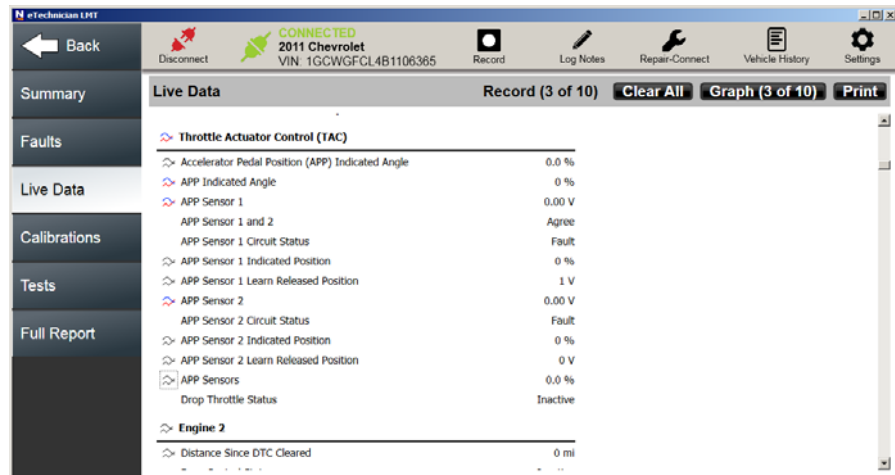 eTechnician LMT
Back
Disconnect
CONNECTED
2011 Chevrolet
VIN: 1GCWGFCL4B1106365
Record
Log Notes
Repair-Connect
Vehicle History
Settings
Summary
Faults
Live Data
Calibrations
Tests
Full Report
Live Data
Record (3 of 10)
Clear All
Graph (3 of 10)
Print
Throttle Actuator Control (TAC)
Accelerator Pedal Position (APP) Indicated Angle 0.0 %
APP Indicated Angle 0 %
APP Sensor 1 0.00 V
APP Sensor 1 and 2 Agree
APP Sensor 1 Circuit Status Fault
APP Sensor 1 Indicated Position 0 %
APP Sensor 1 Learn Released Position 1 V
APP Sensor 2 0.00 V
APP Sensor 2 Circuit Status Fault
APP Sensor 2 Indicated Position 0 %
APP Sensor 2 Learn Released Position 0 V
APP Sensors 0.0 %
Drop Throttle Status Inactive
Engine 2
Distance Since DTC Cleared 0 mi